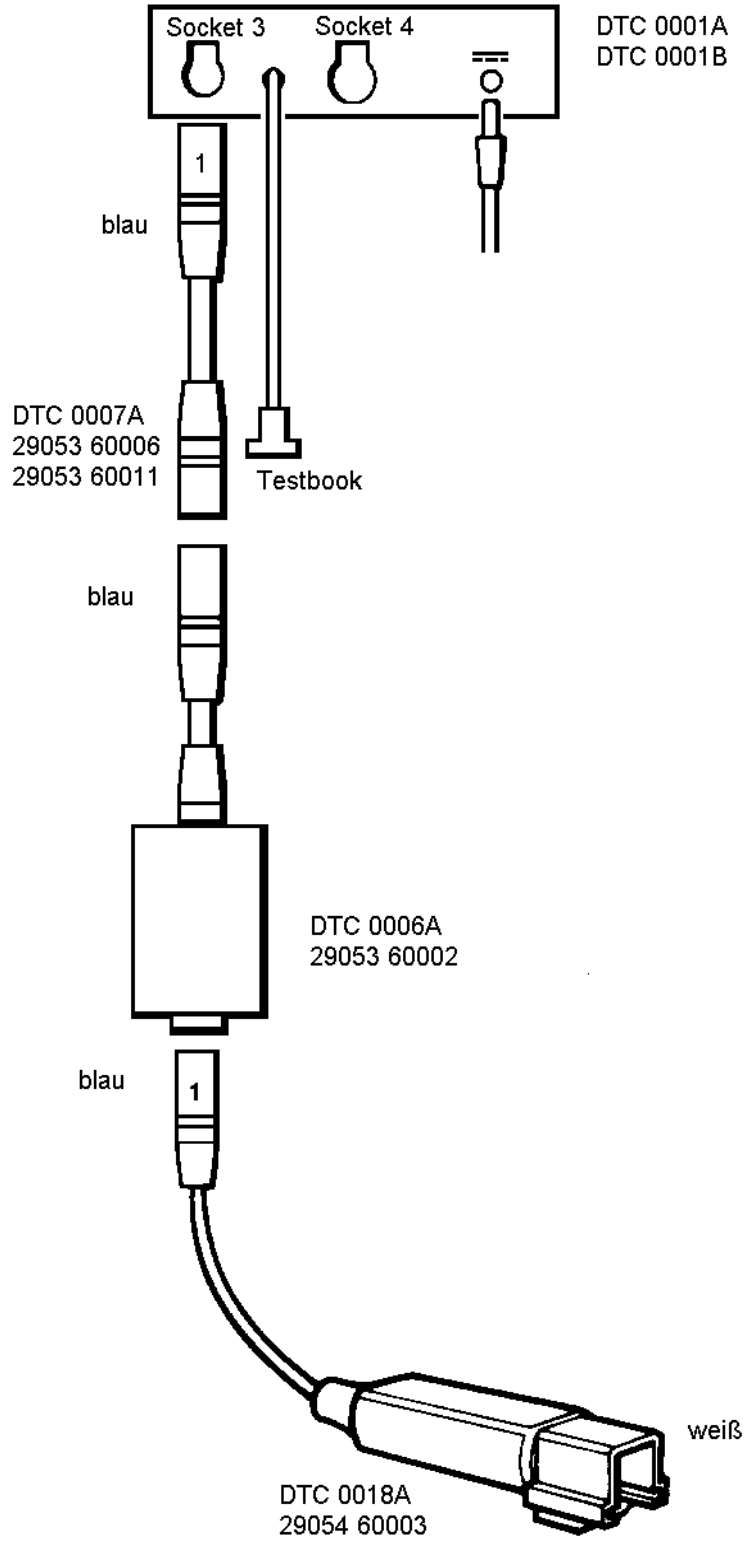 Socket 3
Socket 4
DTC 0001A
DTC 0001B
1
blau
DTC 0007A
29053 60006
29053 60011
Testbook
blau
DTC 0006A
29053 60002
blau
1
weiß
DTC 0018A
29054 60003